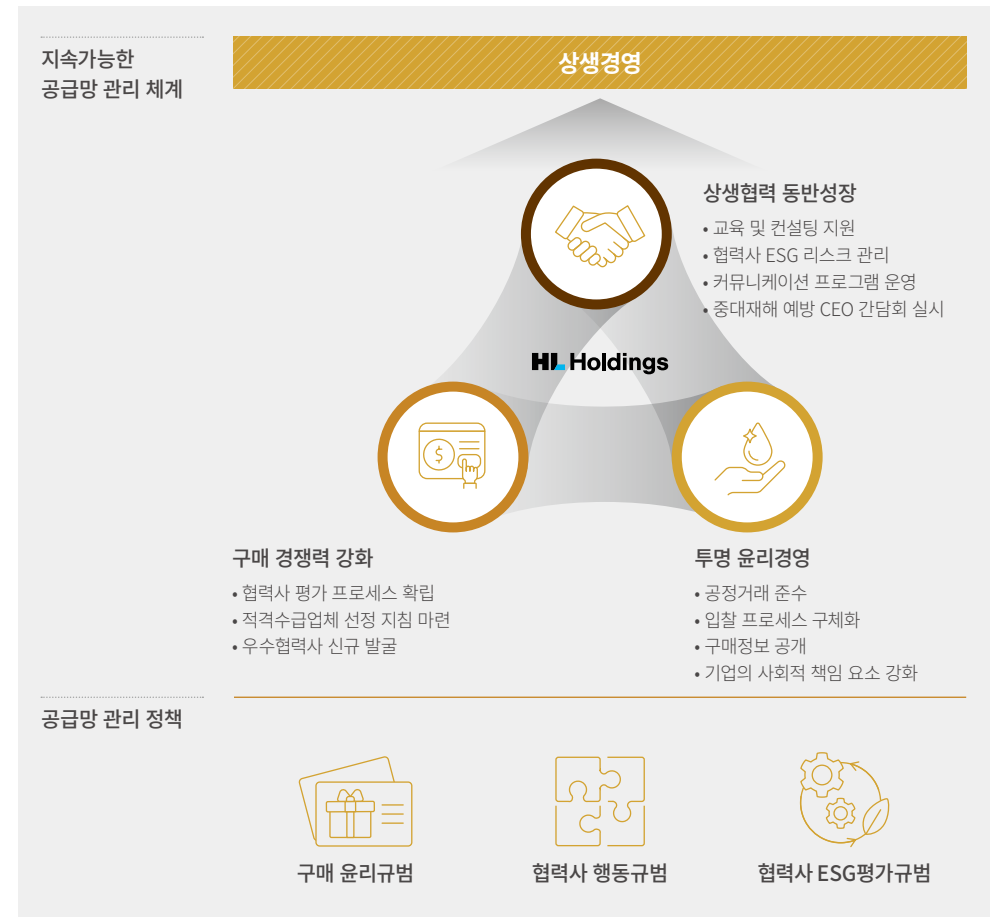 지속가능한
공급망 관리 체계
상생경영
상생협력 동반성장
• 교육 및 컨설팅 지원
• 협력사 ESG 리스크 관리
• 커뮤니케이션 프로그램 운영
• 중대재해 예방 CEO 간담회 실시
HL Holdings
$
구매 경쟁력 강화
• 협력사 평가 프로세스 확립
• 적격수급업체 선정 지침 마련
• 우수협력사 신규 발굴
투명 윤리경영
• 공정거래 준수
• 입찰 프로세스 구체화
• 구매정보 공개
• 기업의 사회적 책임 요소 강화
공급망 관리 정책
구매 윤리규범
협력사 행동규범
협력사 ESG평가규범